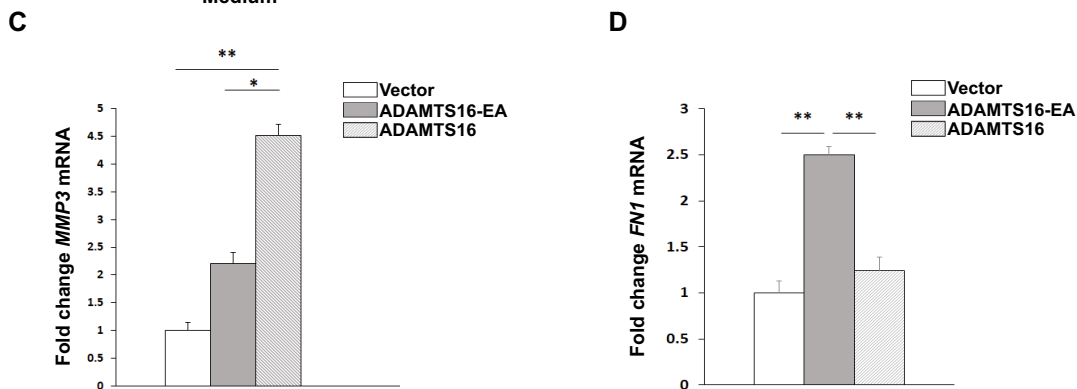 Medium
C
**
*
Vector
ADAMTS16-EA
ADAMTS16
Fold change MMP3 mRNA
5
4.5
4
3.5
3
2.5
2
1.5
1
0.5
0
D
** **
Vector
ADAMTS16-EA
ADAMTS16
Fold change FN1 mRNA
3
2.5
2
1.5
1
0.5
0